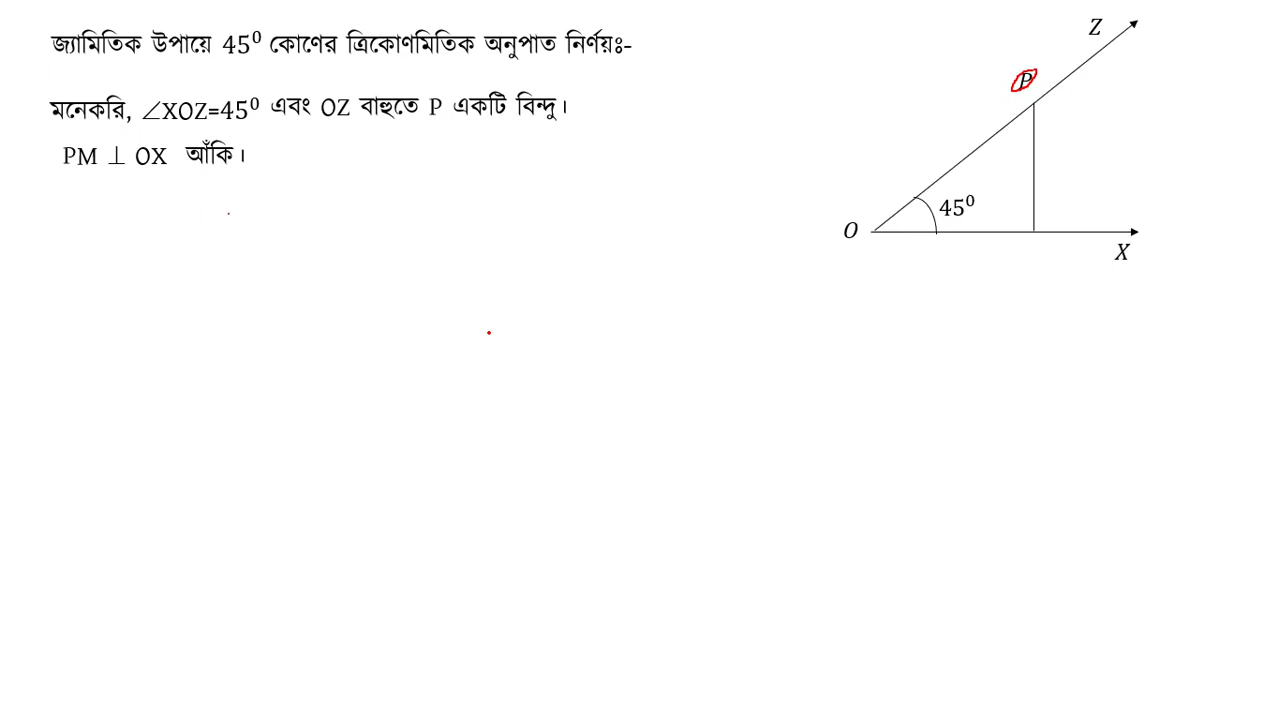 জ্যামিতিক উপায়ে 45⁰ কোণের ত্রিকোণমিতিক অনুপাত নির্ণয়ঃ-
মনেকরি, ∠XOZ=45⁰ এবং OZ বাহুতে P একটি বিন্দু।
PM ⊥ OX আঁকি।
Z
P
45⁰
O
X